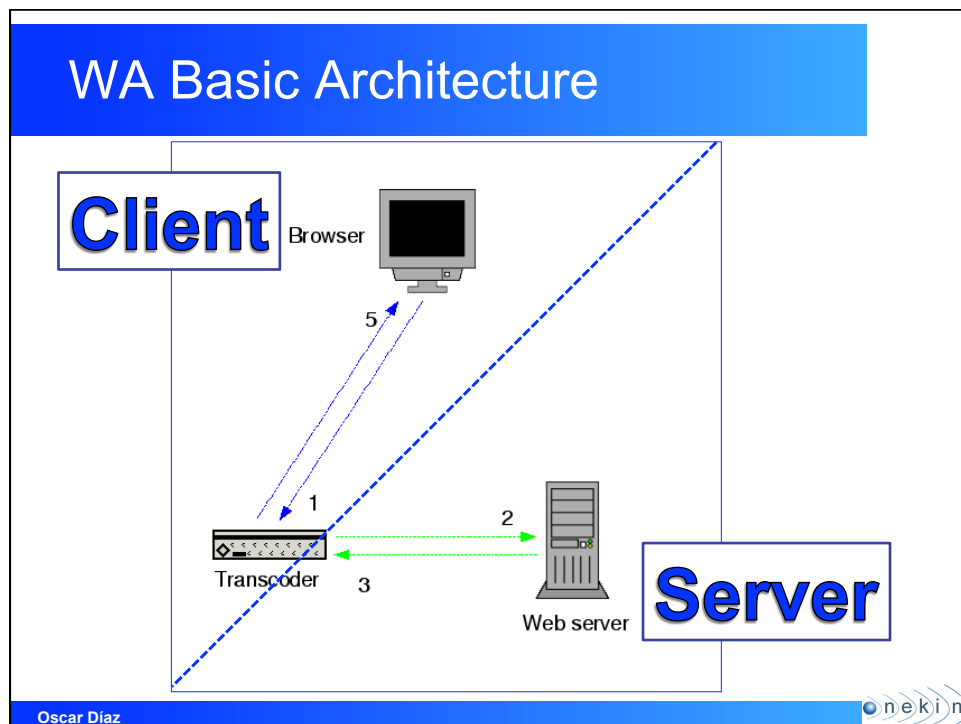 WA Basic Architecture
Client
Browser
5
1
2
Transcoder
3
Web server
Server
Oscar Díaz
onekin